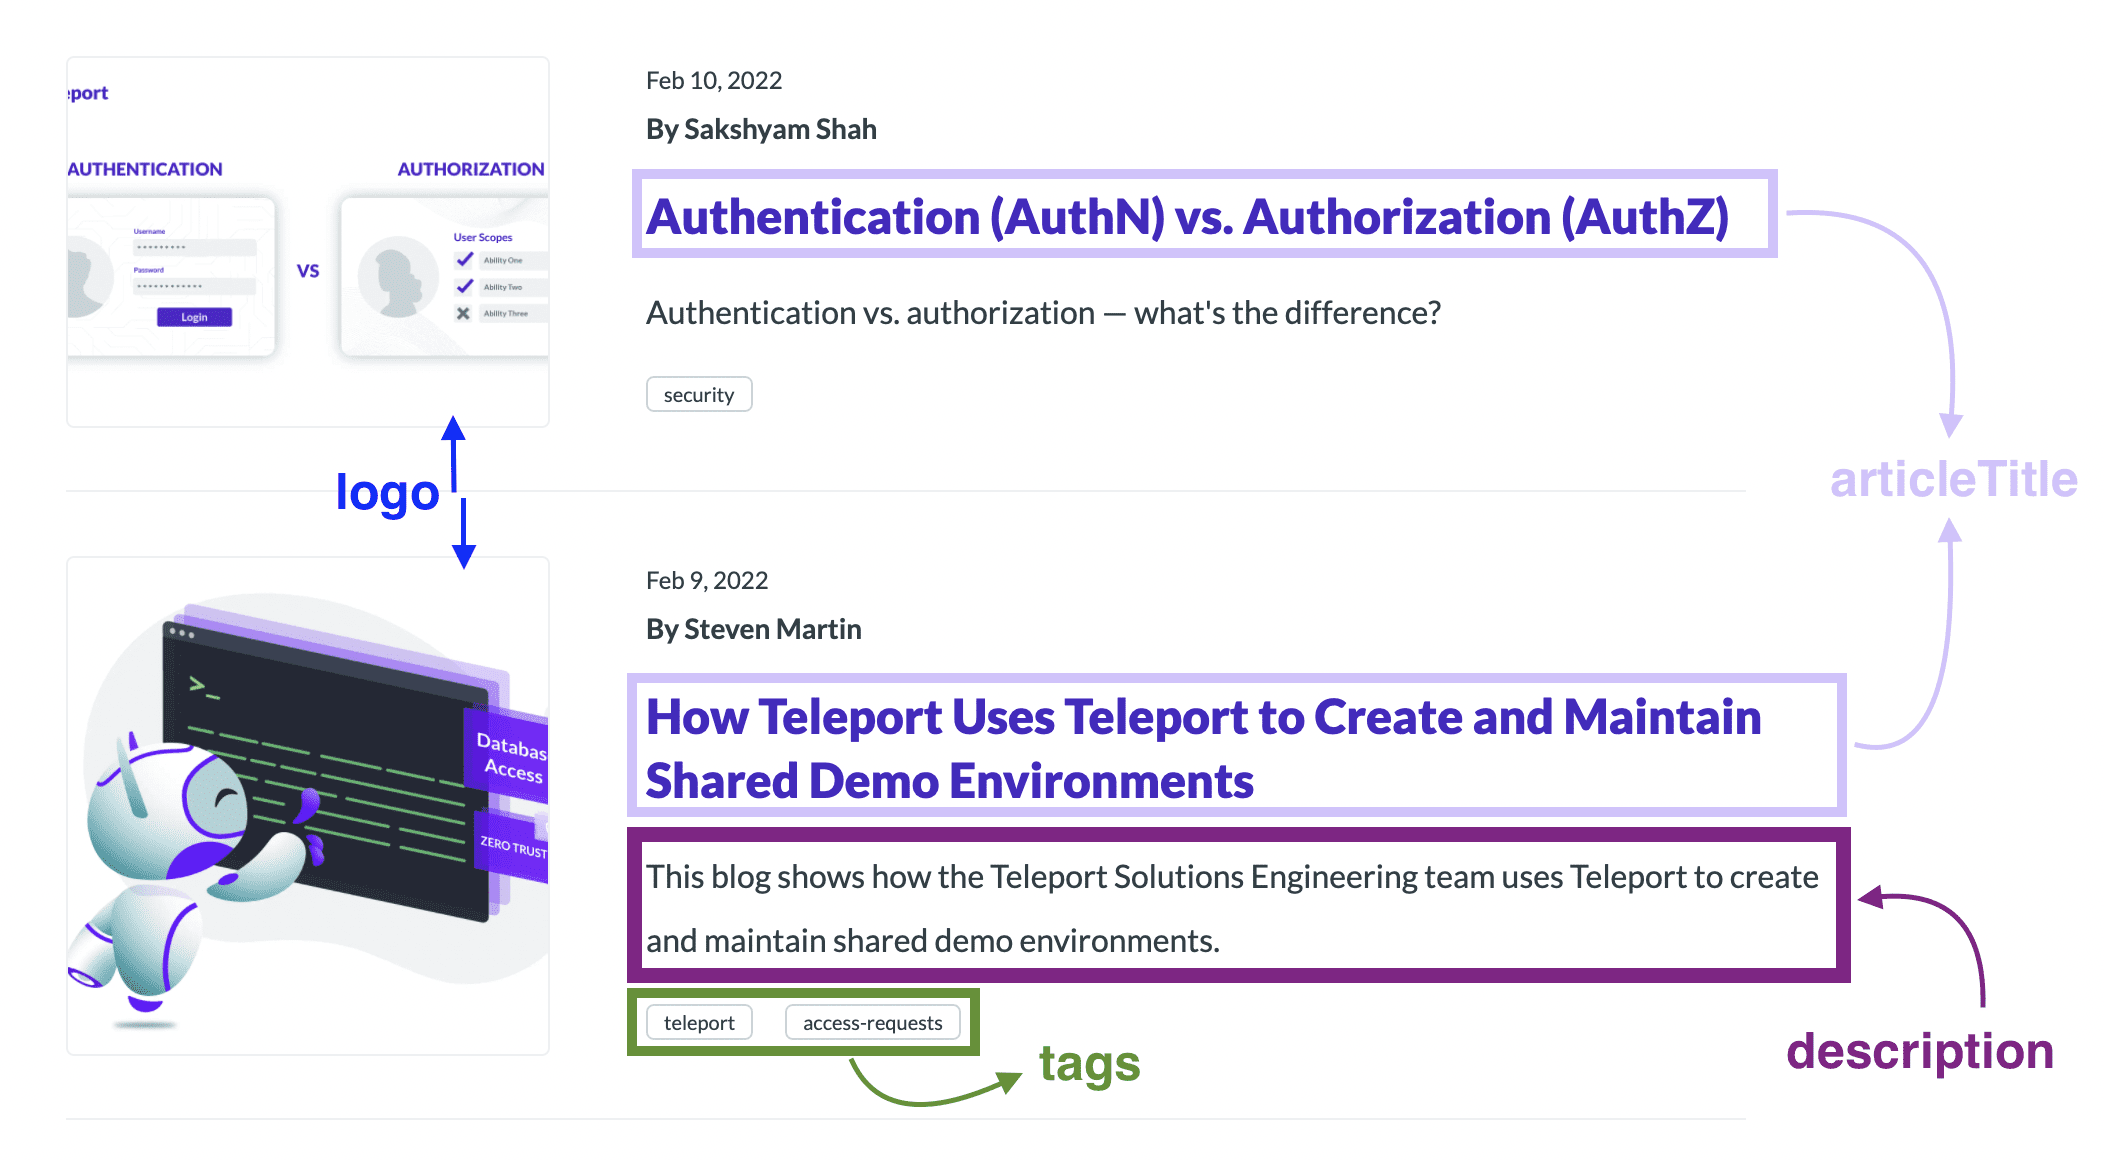 port
AUTHENTICATION
AUTHORIZATION
Username
Password
Login
VS
User Scopes
Ability One
Ability Two
Ability Three
Feb 10, 2022
By Sakshyam Shah
Authentication (AuthN) vs. Authorization (AuthZ)
Authentication vs. authorization — what's the difference?
security
articleTitle
logo
>_
Databas
Access
ZERO TRUST
Feb 9, 2022
By Steven Martin
How Teleport Uses Teleport to Create and Maintain
Shared Demo Environments
This blog shows how the Teleport Solutions Engineering team uses Teleport to create
and maintain shared demo environments.
teleport
access-requests
tags
description